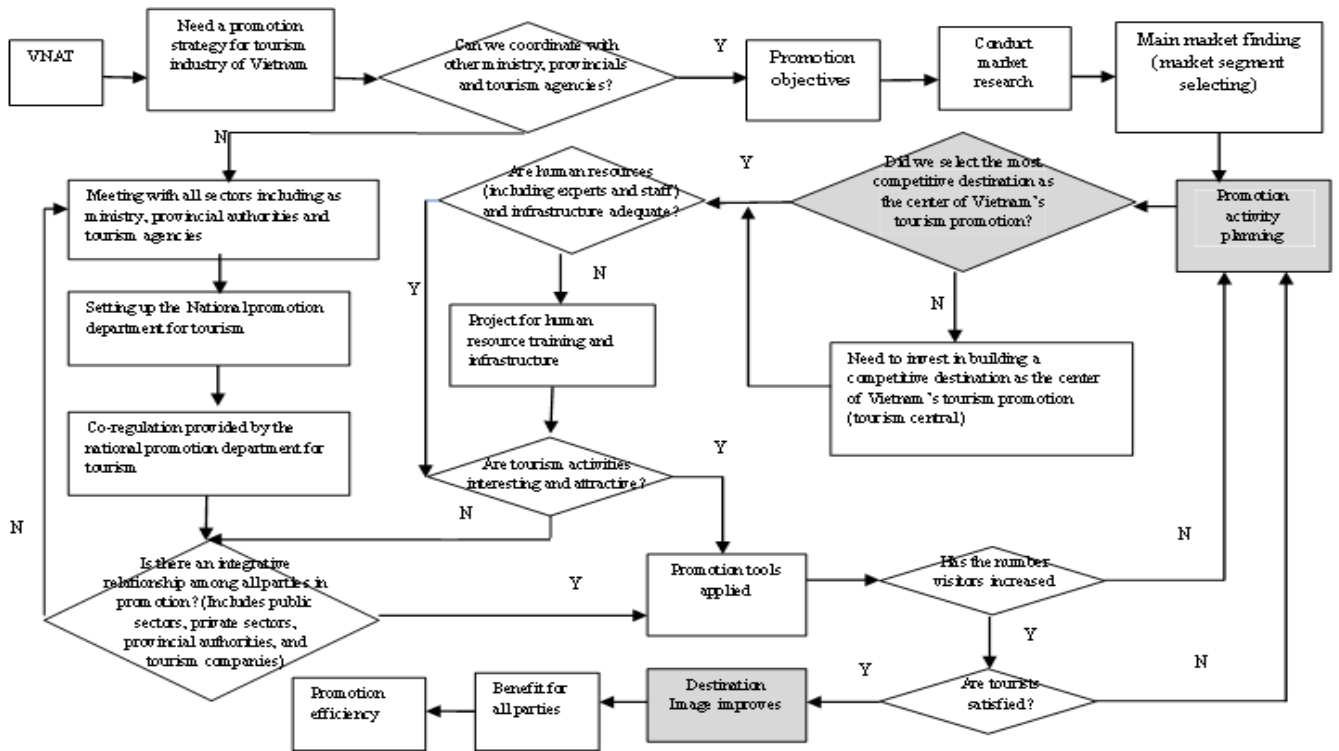 VNAT
Need a promotion
strategy for tourism
industry of Vietnam
Can we coordinate with
other ministry, provincials
and tourism agencies?
Y
Promotion
objectives
Conduct
market
research
Main market finding
(market segment
selecting)
N
Meeting with all sectors including as
ministry, provincial authorities and
tourism agencies
Are human resources
(including experts and staff)
and infrastructure adequate?
Y
Did we select the most
competitive destination as
the center of Vietnam's
tourism promotion?
Promotion
activity
planning
Setting up the National promotion
department for tourism
Y
N
Project for human
resource training and
infrastructure
N
Need to invest in building a
competitive destination as the center
of Vietnam's tourism promotion
(tourism central)
Co-regulation provided by the
national promotion department for
tourism
Are tourism activities
interesting and attractive?
Y
N
N
Is there an integrative
relationship among all parties in
promotion? (Includes public
sectors, private sectors,
provincial authorities, and
tourism companies)
Y
Promotion tools
applied
Has the number
visitors increased
N
Y
Are tourists
satisfied?
N
Y
Destination
Image improves
Benefit for
all parties
Promotion
efficiency